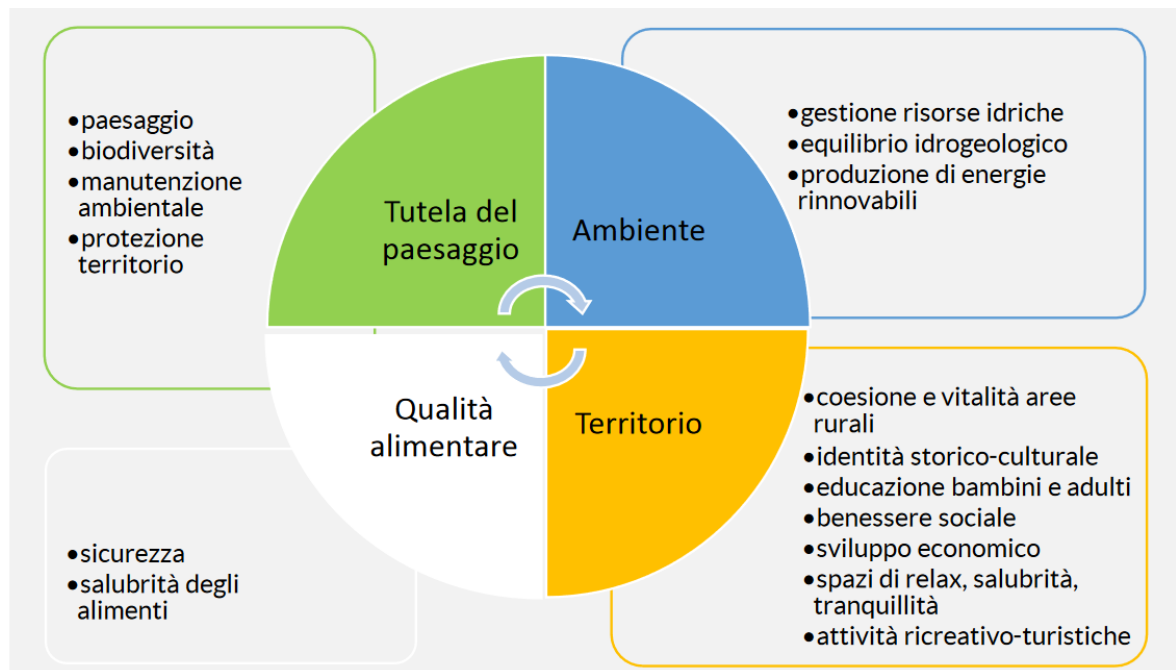 •paesaggio
•biodiversità
•manutenzione
ambientale
•protezione
territorio
Tutela del
paesaggio
Ambiente
•gestione risorse idriche
•equilibrio idrogeologico
•produzione di energie
rinnovabili
Qualità
alimentare
Territorio
•sicurezza
•salubrità degli
alimenti
•coesione e vitalità aree
rurali
•identità storico-culturale
•educazione bambini e adulti
•benessere sociale
•sviluppo economico
•spazi di relax, salubrità,
tranquillità
•attività ricreativo-turistiche